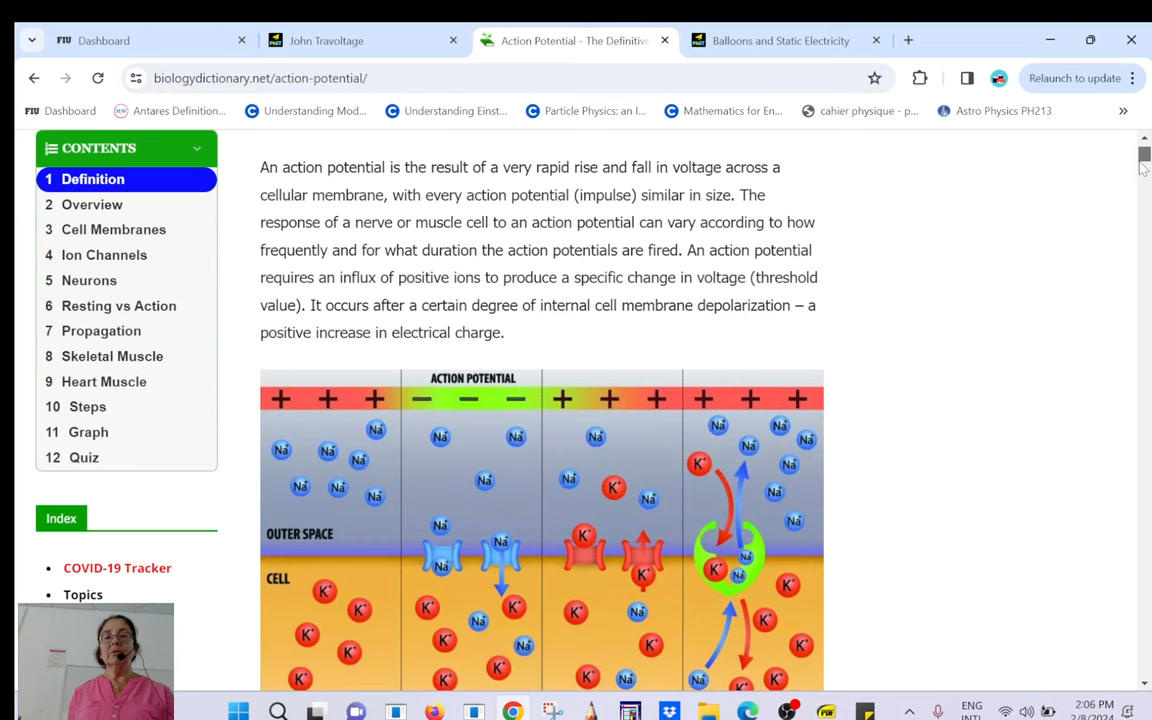 FIU Dashboard
John Travoltage
Action Potential - The Definitive
Balloons and Static Electricity
biologydictionary.net/action-potential/
Relaunch to update
FIU Dashboard
Antares Definition...
Understanding Mod...
Understanding Einst...
Particle Physics: an I...
Mathematics for En...
cahier physique - p...
Astro Physics PH213
CONTENTS
1 Definition
2 Overview
3 Cell Membranes
4 Ion Channels
5 Neurons
6 Resting vs Action
7 Propagation
8 Skeletal Muscle
9 Heart Muscle
10 Steps
11 Graph
12 Quiz
Index
COVID-19 Tracker
Topics
An action potential is the result of a very rapid rise and fall in voltage across a
cellular membrane, with every action potential (impulse) similar in size. The
response of a nerve or muscle cell to an action potential can vary according to how
frequently and for what duration the action potentials are fired. An action potential
requires an influx of positive ions to produce a specific change in voltage (threshold
value). It occurs after a certain degree of internal cell membrane depolarization – a
positive increase in electrical charge.
ACTION POTENTIAL
+ + + − − − + + + + + +
OUTER SPACE
CELL
Na+
K+
ENG
INTL
2:06 PM
2/8/2024